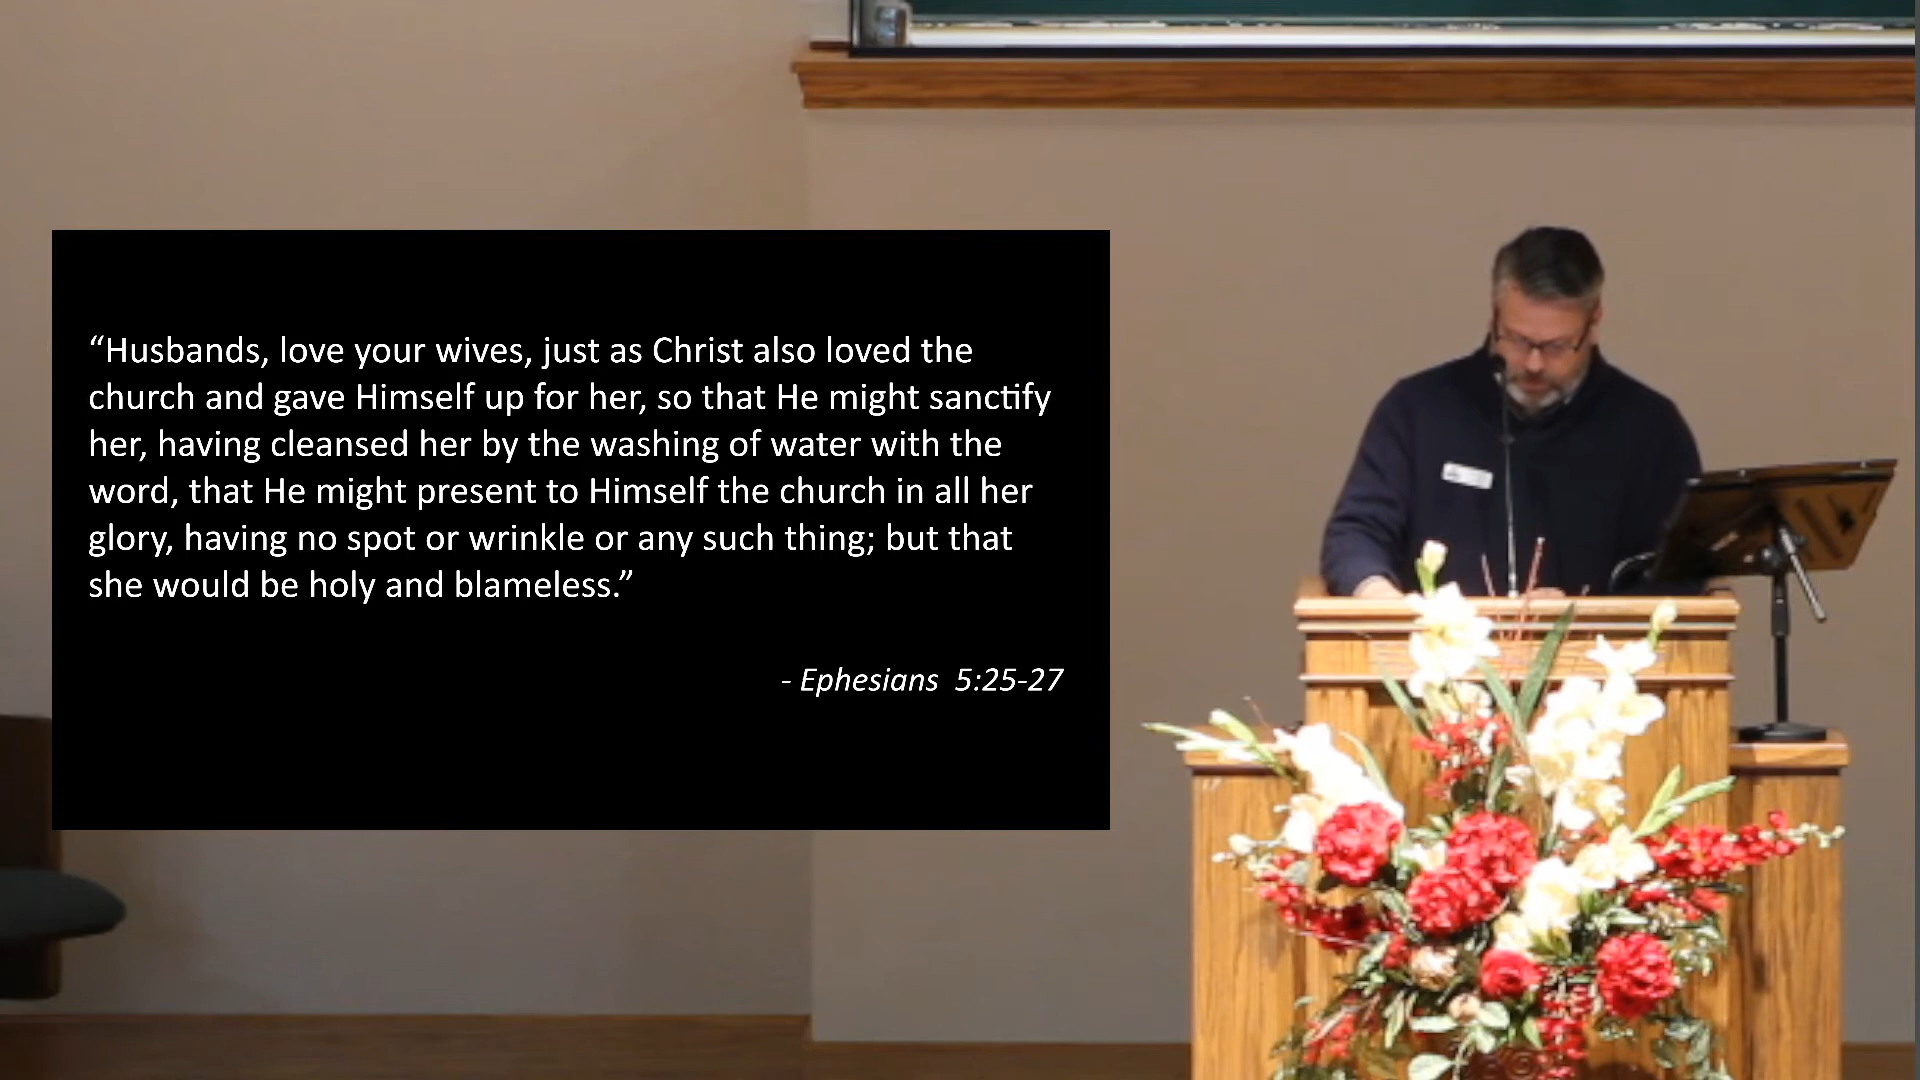 “Husbands, love your wives, just as Christ also loved the
church and gave Himself up for her, so that He might sanctify
her, having cleansed her by the washing of water with the
word, that He might present to Himself the church in all her
glory, having no spot or wrinkle or any such thing; but that
she would be holy and blameless.”
- Ephesians  5:25-27